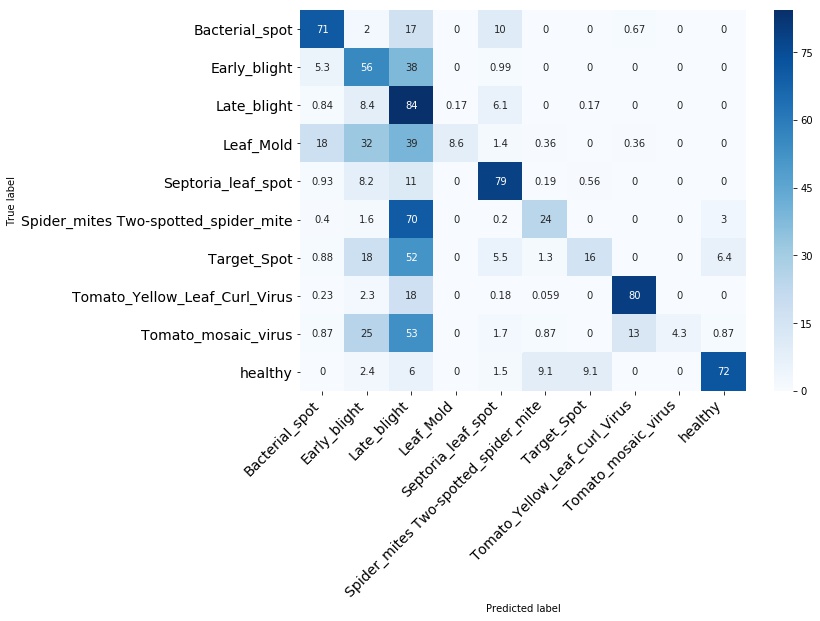 Bacterial_spot 71 2 17 0 10 0 0 0.67 0 0
Early_blight 5.3 56 38 0 0.99 0 0 0 0 0
Late_blight 0.84 8.4 84 0.17 6.1 0 0.17 0 0 0
Leaf_Mold 18 32 39 8.6 1.4 0.36 0 0.36 0 0
Septoria_leaf_spot 0.93 8.2 11 0 79 0.19 0.56 0 0 0
Spider_mites Two-spotted_spider_mite 0.4 1.6 70 0 0.2 24 0 0 0 3
Target_Spot 0.88 18 52 0 5.5 1.3 16 0 0 6.4
Tomato_Yellow_Leaf_Curl_Virus 0.23 2.3 18 0 0.18 0.059 0 80 0 0
Tomato_mosaic_virus 0.87 25 53 0 1.7 0.87 0 13 4.3 0.87
healthy 0 2.4 6 0 1.5 9.1 9.1 0 0 72
True label
Bacterial_spot
Early_blight
Late_blight
Leaf_Mold
Septoria_leaf_spot
Spider_mites Two-spotted_spider_mite
Target_Spot
Tomato_Yellow_Leaf_Curl_Virus
Tomato_mosaic_virus
healthy
Predicted label
75
60
45
30
15
0